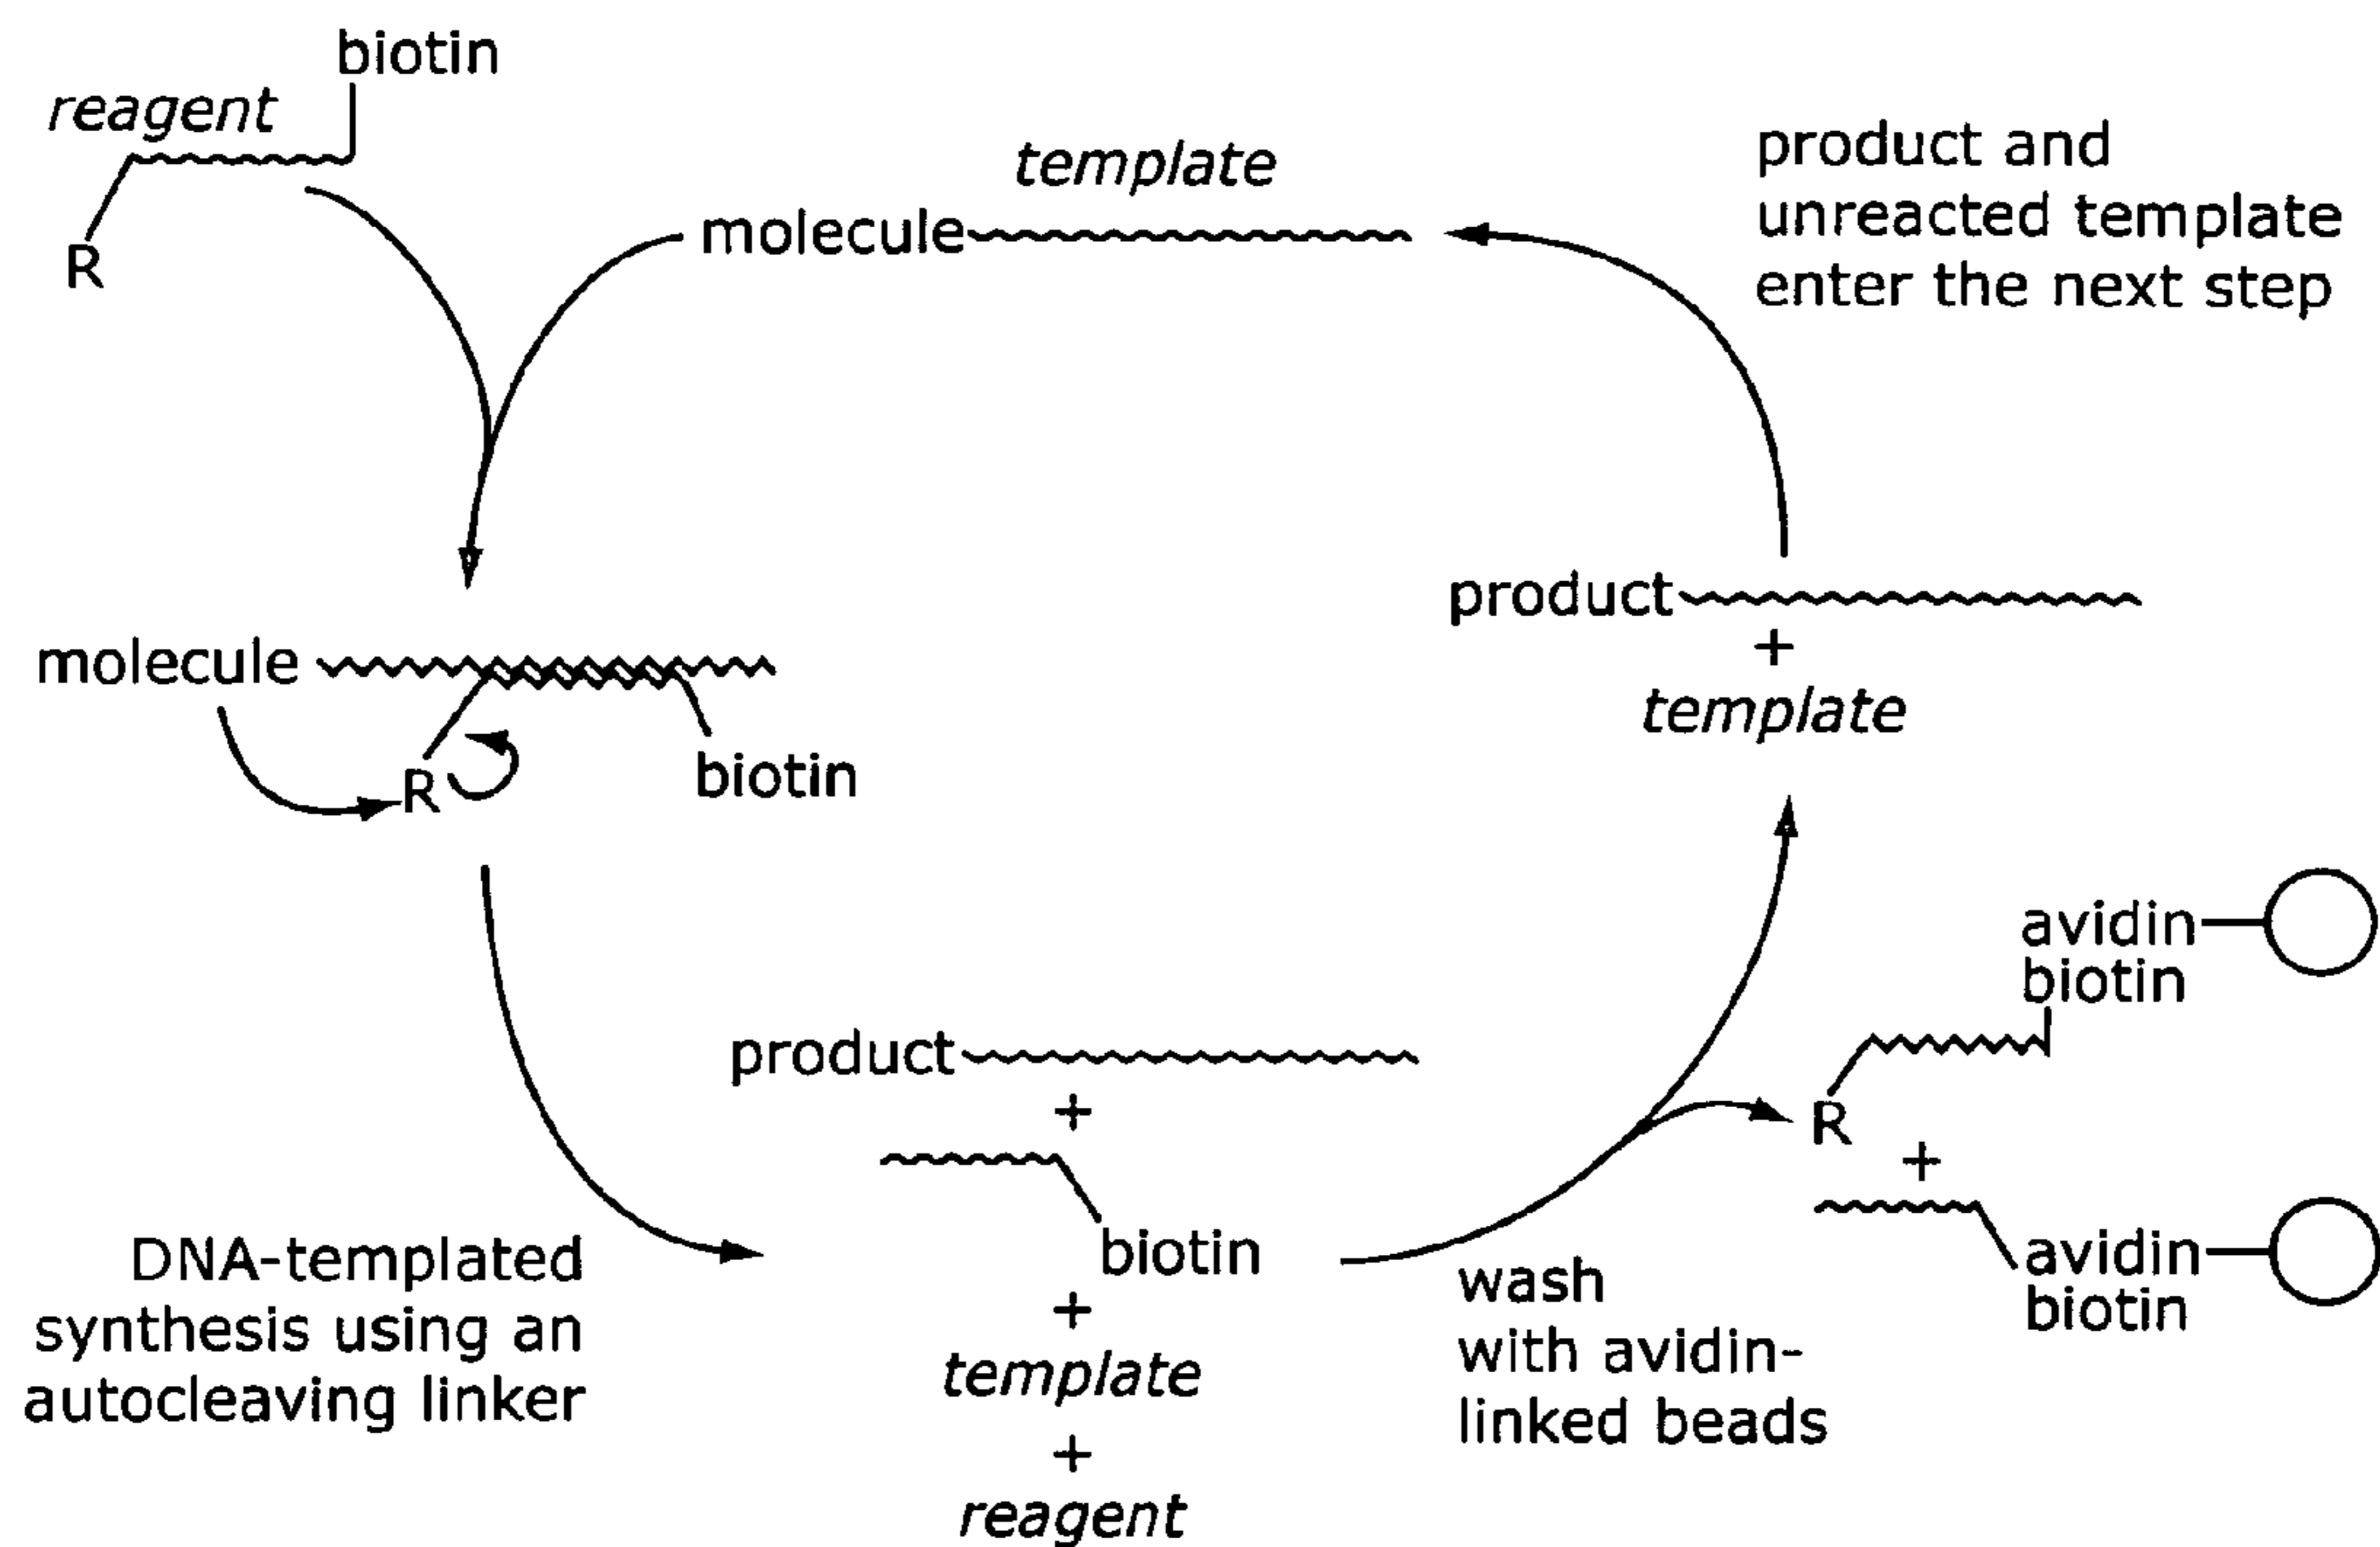 biotin
reagent
R
template
molecule
product and
unreacted template
enter the next step
molecule
R
biotin
product
+
template
DNA-templated
synthesis using an
autocleaving linker
product
+
biotin
+
template
+
reagent
wash
with avidin-
linked beads
avidin
biotin
R
+
avidin
biotin